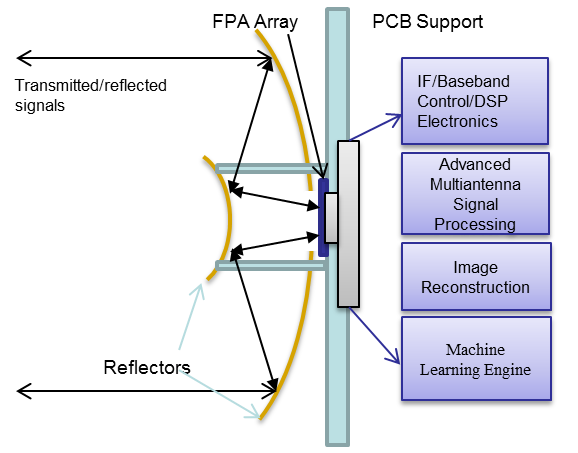 FPA Array
PCB Support
Transmitted/reflected
signals
IF/Baseband
Control/DSP
Electronics
Advanced
Multiantenna
Signal
Processing
Image
Reconstruction
Reflectors
Machine
Learning Engine